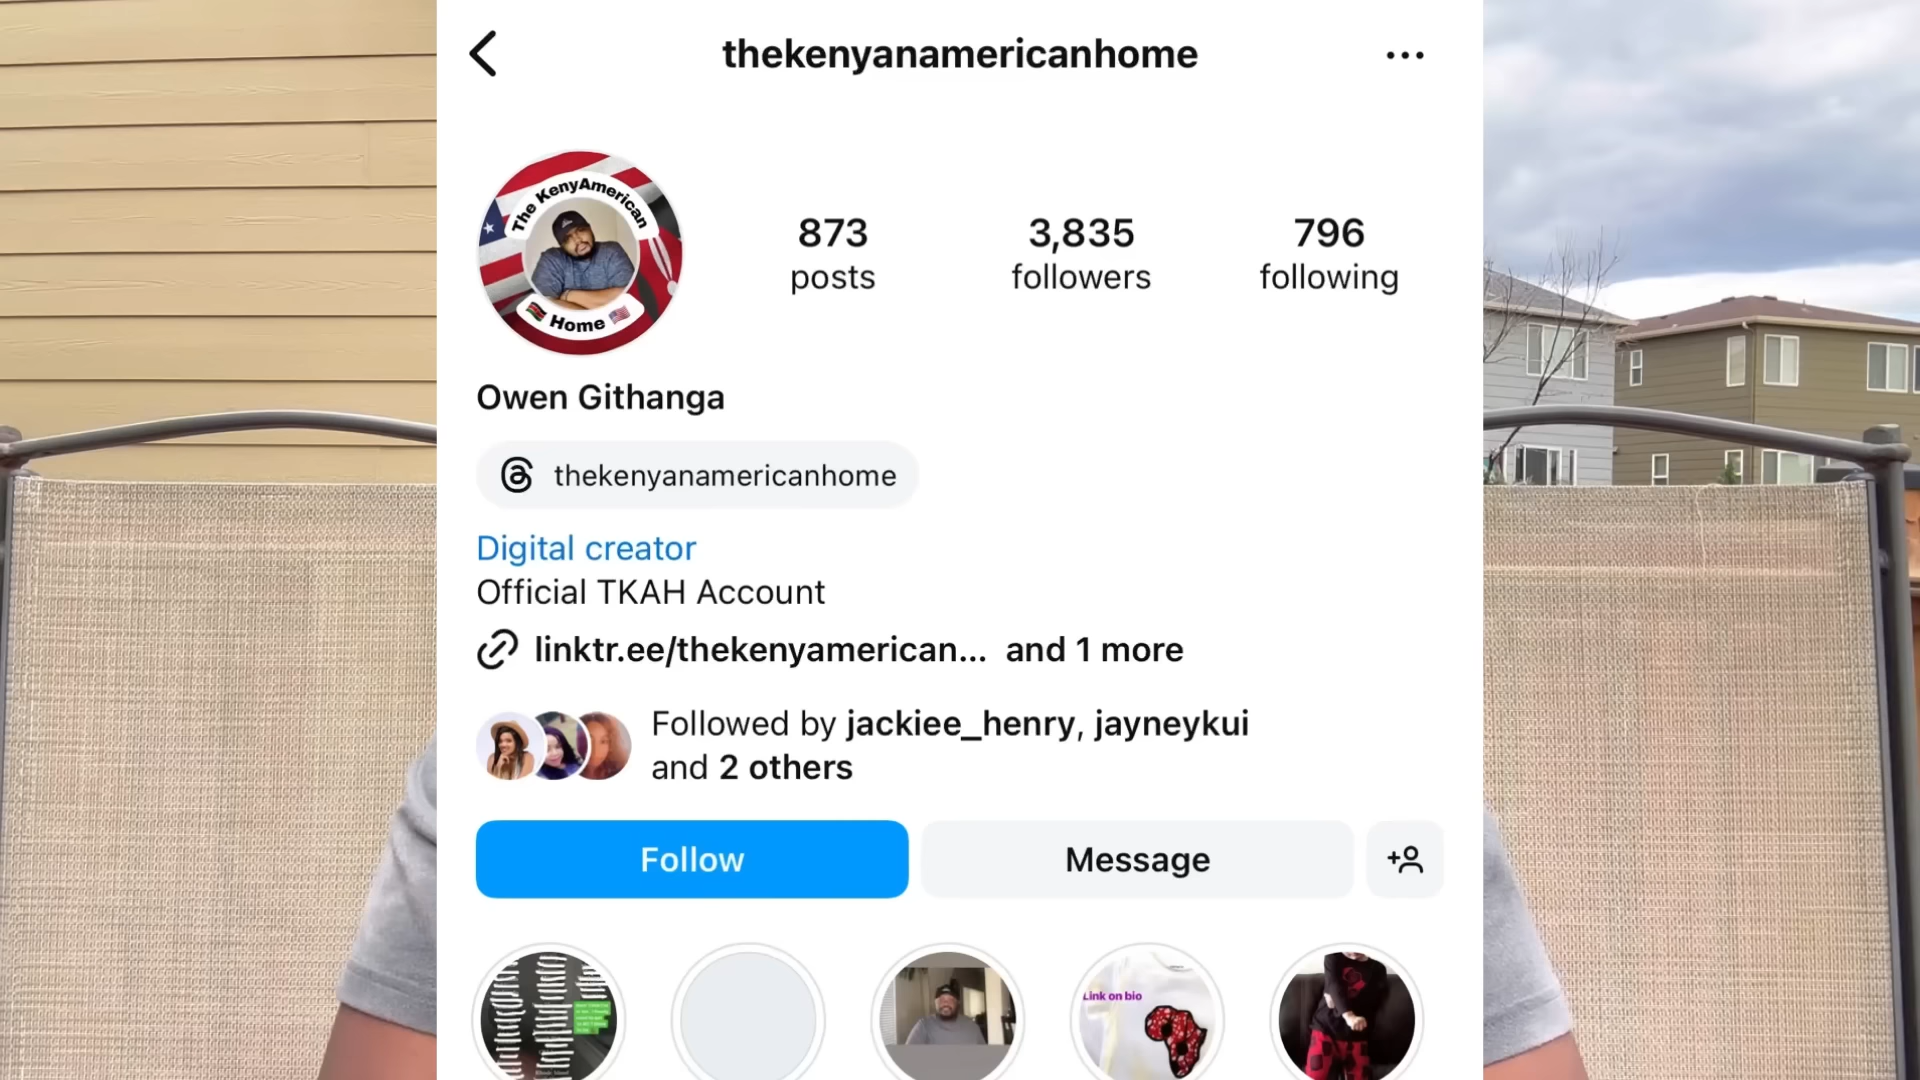 thekenyanamericanhome
The KenyAmerican
Home
873
posts
3,835
followers
796
following
Owen Githanga
thekenyanamericanhome
Digital creator
Official TKAH Account
linktr.ee/thekenyamerican... and 1 more
Followed by jackiee_henry, jayneykui
and 2 others
Follow
Message
Link on bio